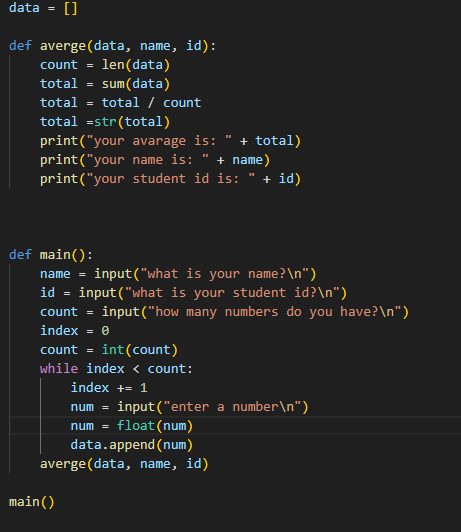 data = []
def averge(data, name, id):
    count = len(data)
    total = sum(data)
    total = total / count
    total =str(total)
    print("your avarage is: " + total)
    print("your name is: " + name)
    print("your student id is: " + id)
def main():
    name = input("what is your name?\n")
    id = input("what is your student id?\n")
    count = input("how many numbers do you have?\n")
    index = 0
    count = int(count)
    while index < count:
        index += 1
        num = input("enter a number\n")
        num = float(num)
        data.append(num)
    averge(data, name, id)
main()